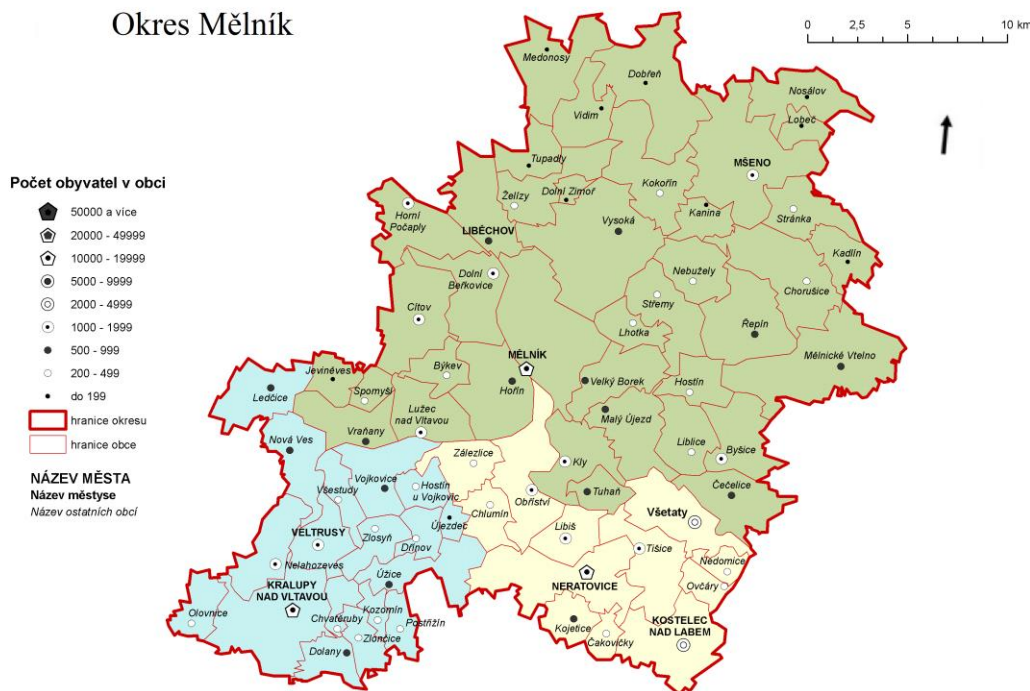 Okres Mělník
0 2,5 5 10 km
Počet obyvatel v obci
50000 a více
20000 - 49999
10000 - 19999
5000 - 9999
2000 - 4999
1000 - 1999
500 - 999
200 - 499
do 199
hranice okresu
hranice obce
NÁZEV MĚSTA
Název městyse
Název ostatních obcí
Medonosy
Dobřeň
Nosálov
Vidim
Lobeč
Tupadly
MŠENO
Želízy
Dolní Zimoř
Kokořín
Horní
Počaply
Kanina
Stránka
LIBĚCHOV
Vysoká
Kadlín
Dolní
Beřkovice
Nebužely
Chorušice
Cítov
Střemy
Lhotka
Řepín
MĚLNÍK
Mělnické Vtelno
Jeviněves
Býkev
Ledčice
Spomyšl
Hořín
Velký Borek
Hostín
Lužec
nad Vltavou
Malý Újezd
Nová Ves
Vraňany
Liblice
Byšice
Zálezlice
Kly
Vojkovice
Hostín
u Vojkovic
Všestudy
Obříství
Tuháň
Čečelice
Chlumín
Všetaty
Újezdec
VELTRUSY
Zlosyň
Dřínov
Libiš
Tišice
Nelahozeves
Nedomice
Úžice
NERATOVICE
Ovčáry
KRALUPY
NAD VLTAVOU
Olovnice
Chvatěruby
Kozomín
Postřižín
Kojetice
KOSTELEC
NAD LABEM
Zlončice
Čakovičky
Dolany